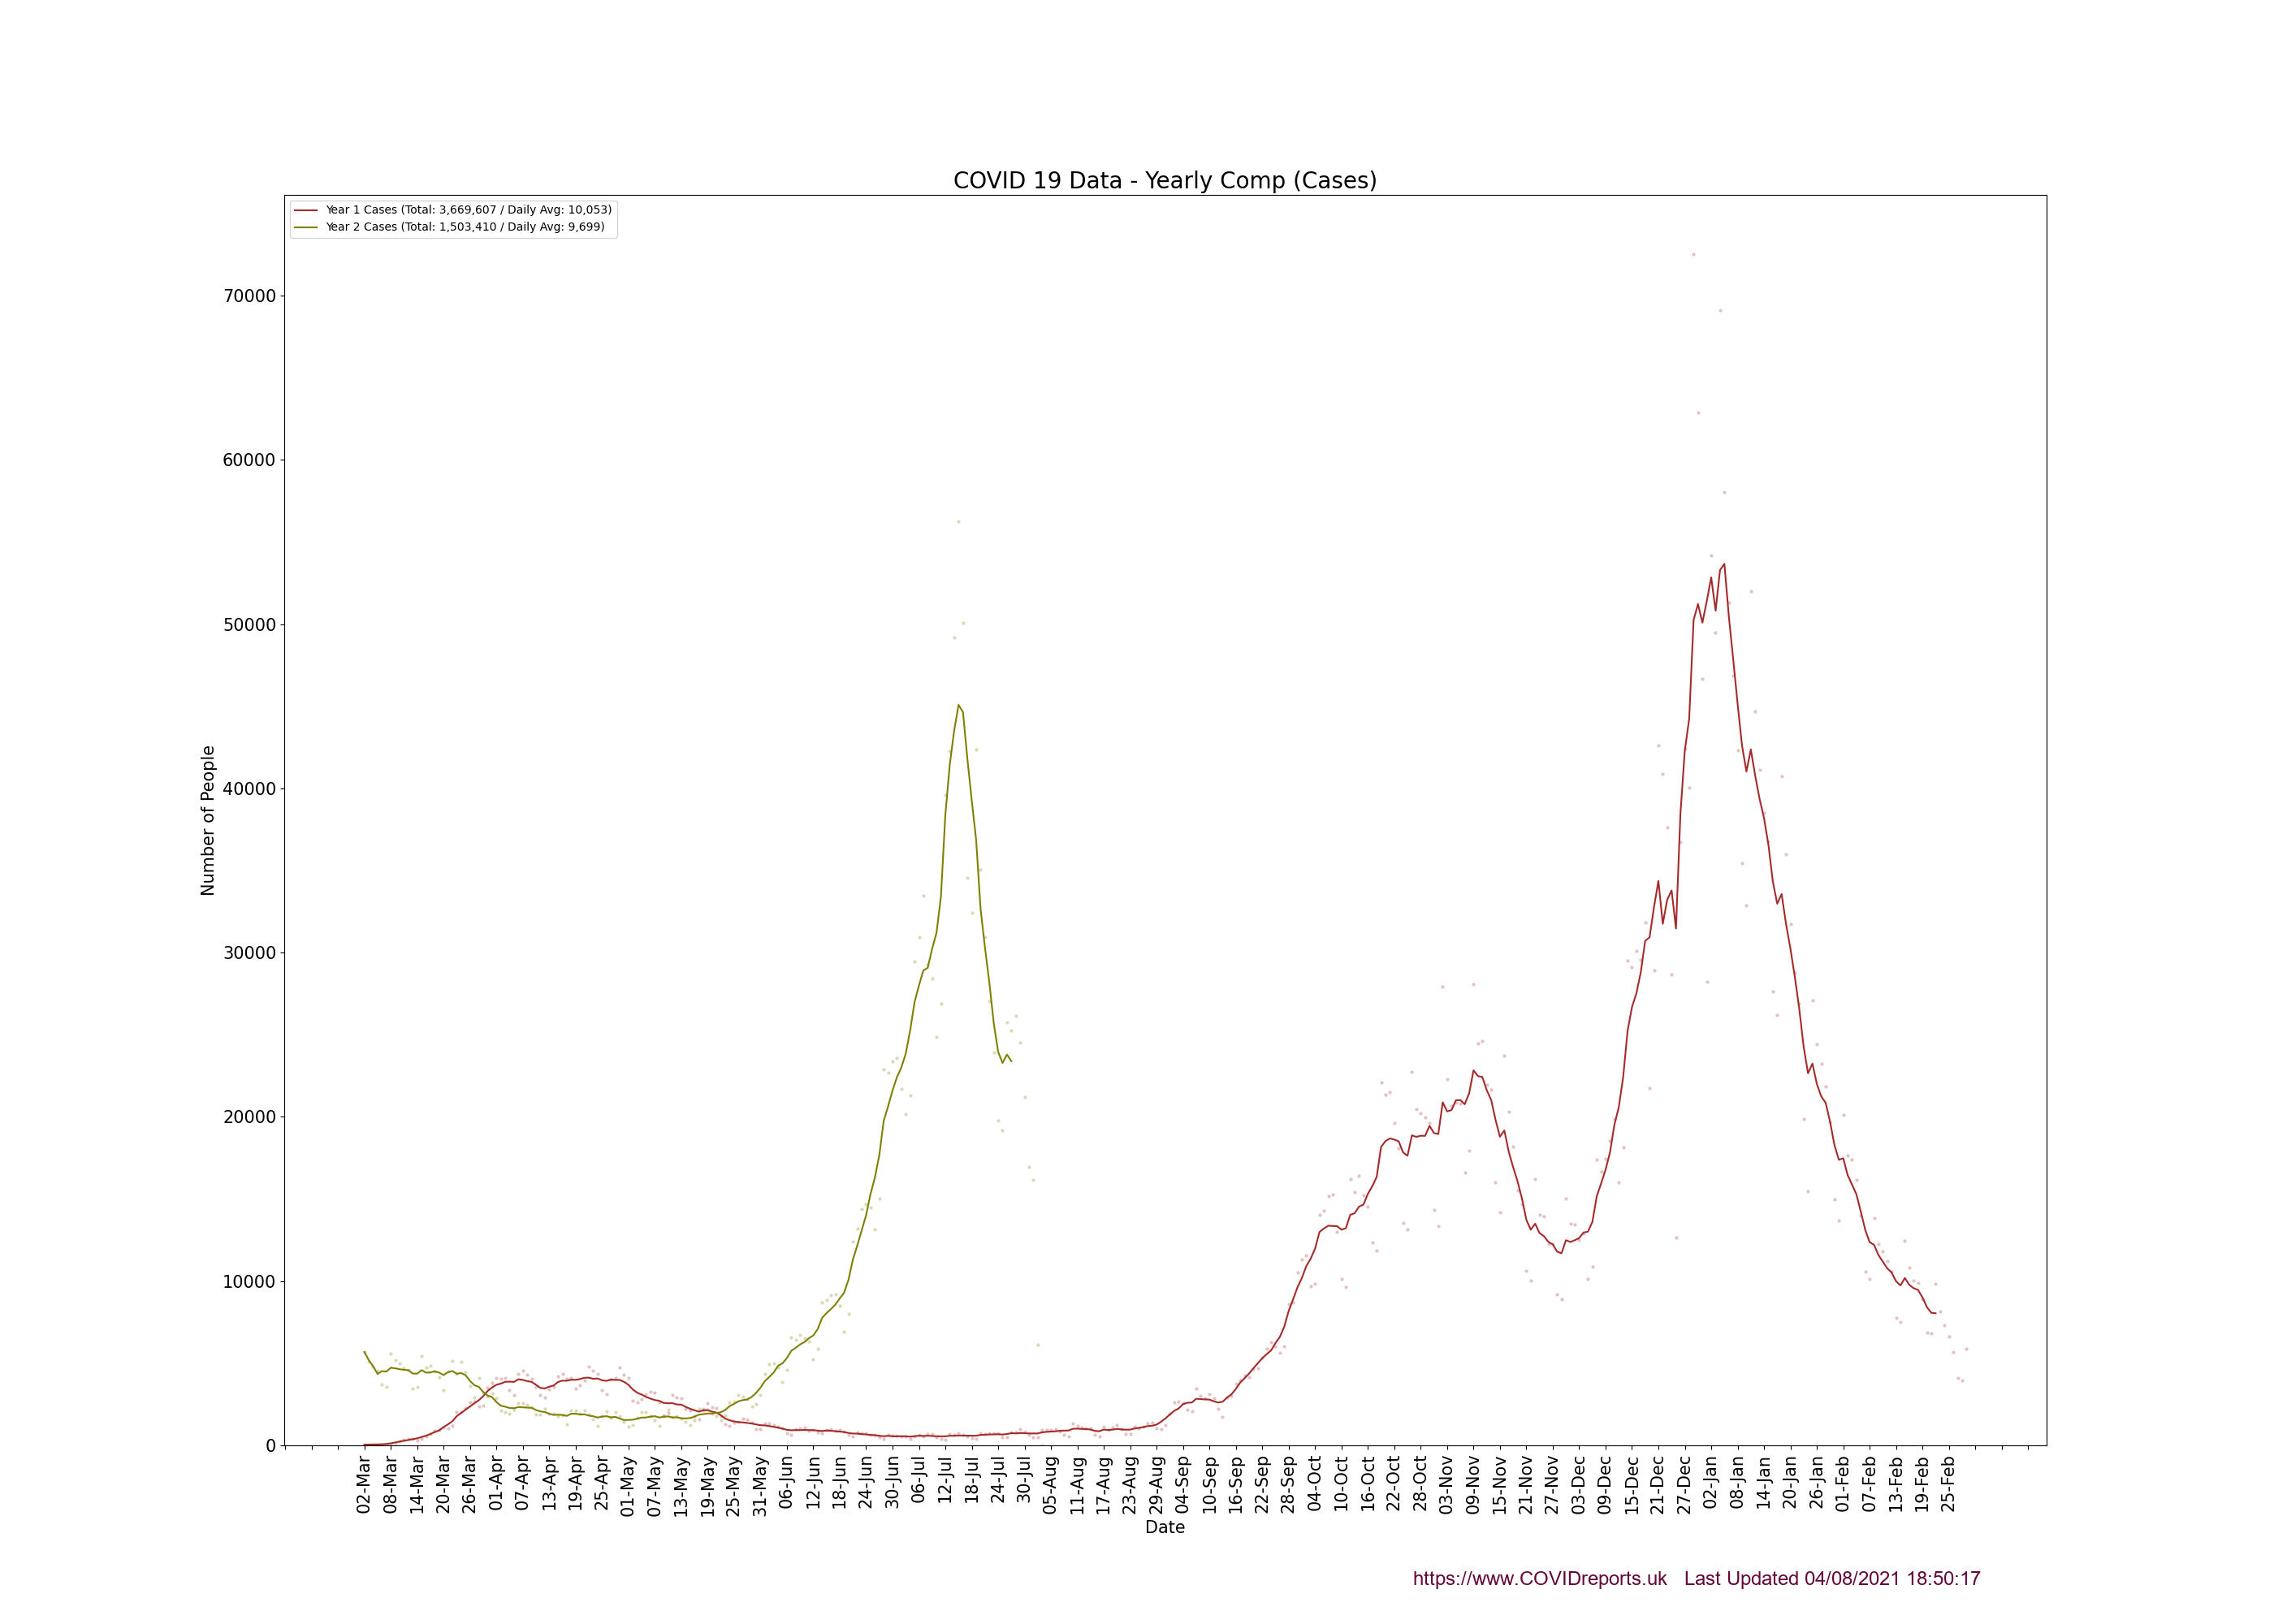 COVID 19 Data - Yearly Comp (Cases)
Year 1 Cases (Total: 3,669,607 / Daily Avg: 10,053)
Year 2 Cases (Total: 1,503,410 / Daily Avg: 9,699)
70000
60000
50000
40000
30000
20000
10000
0
Number of People
02-Mar
08-Mar
14-Mar
20-Mar
26-Mar
01-Apr
07-Apr
13-Apr
19-Apr
25-Apr
01-May
07-May
13-May
19-May
25-May
31-May
06-Jun
12-Jun
18-Jun
24-Jun
30-Jun
06-Jul
12-Jul
18-Jul
24-Jul
30-Jul
05-Aug
11-Aug
17-Aug
23-Aug
29-Aug
04-Sep
10-Sep
16-Sep
22-Sep
28-Sep
04-Oct
10-Oct
16-Oct
22-Oct
28-Oct
03-Nov
09-Nov
15-Nov
21-Nov
27-Nov
03-Dec
09-Dec
15-Dec
21-Dec
27-Dec
02-Jan
08-Jan
14-Jan
20-Jan
26-Jan
01-Feb
07-Feb
13-Feb
19-Feb
25-Feb
Date
https://www.COVIDreports.uk Last Updated 04/08/2021 18:50:17